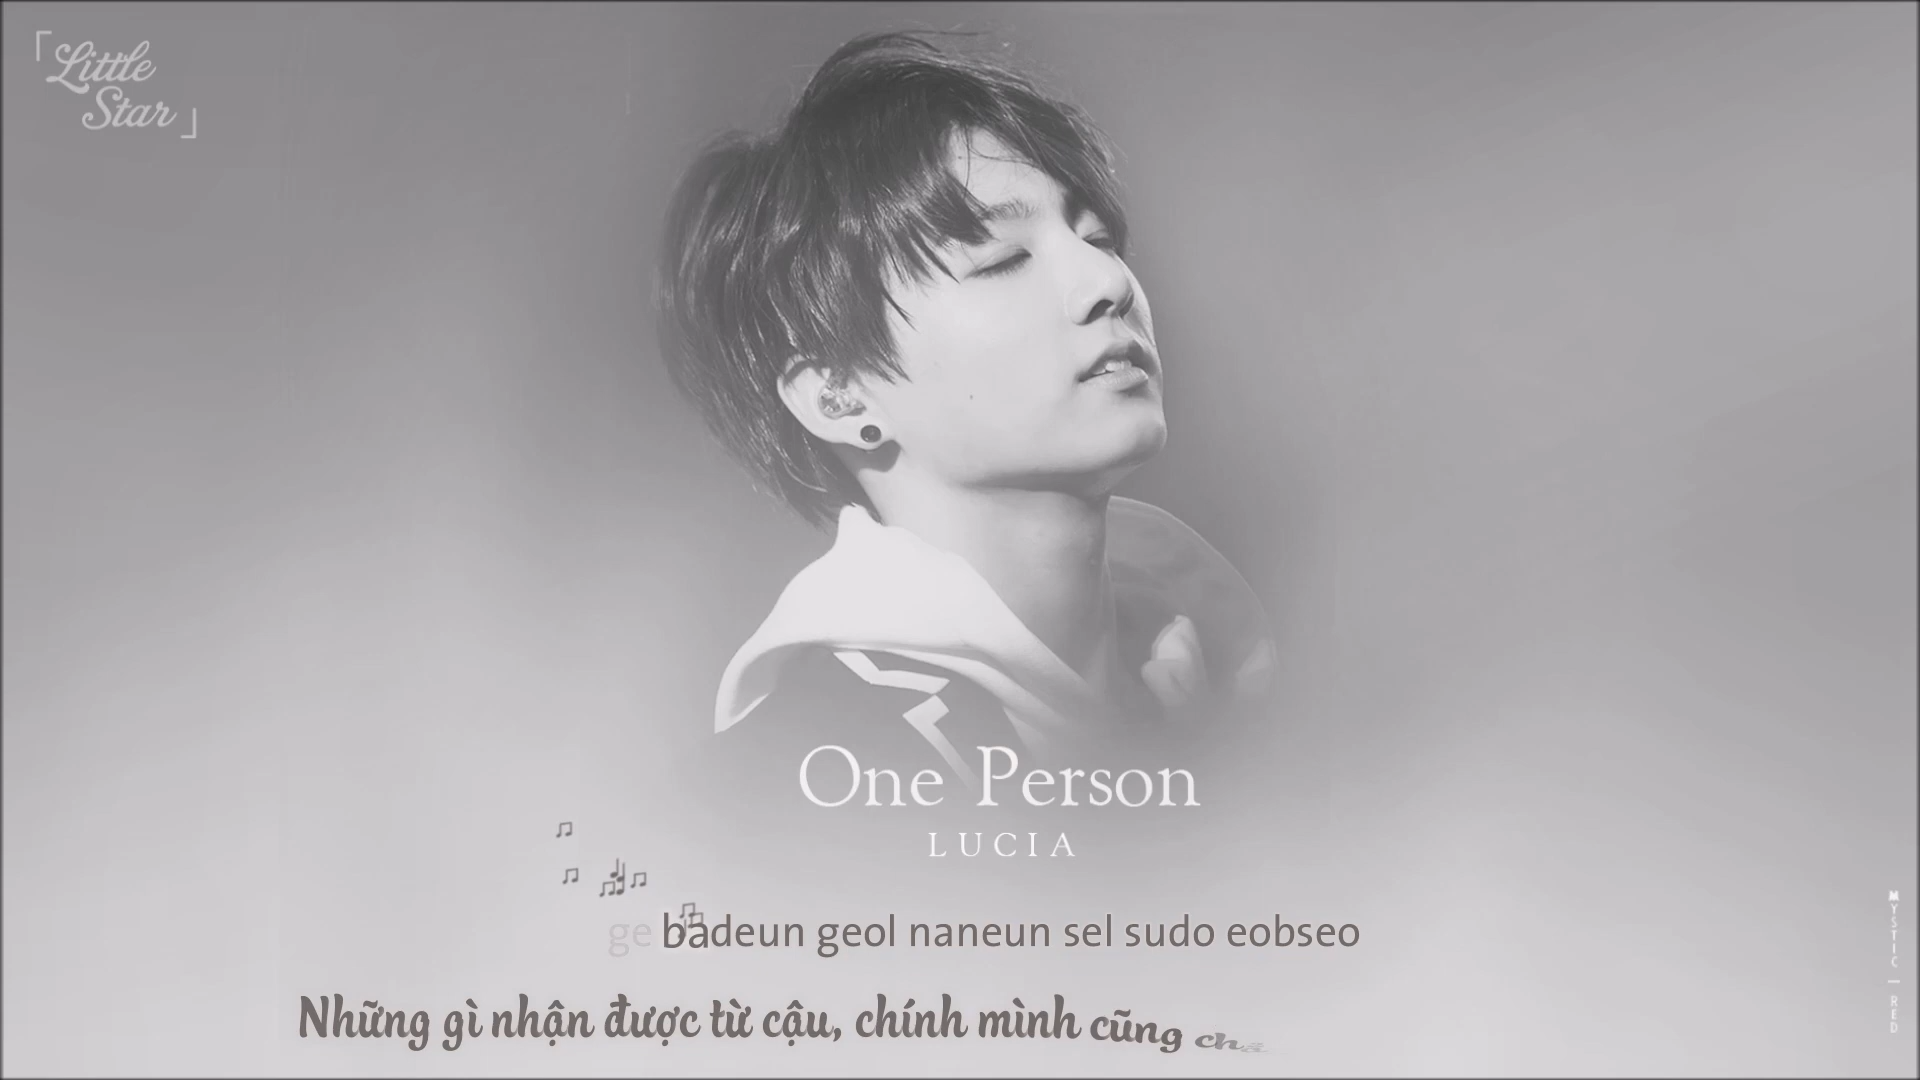 「Little
Star」
One Person
LUCIA
ge badeun geol naneun sel sudo eobseo
Những gì nhận được từ cậu, chính mình cũng
MYSTIC_RED